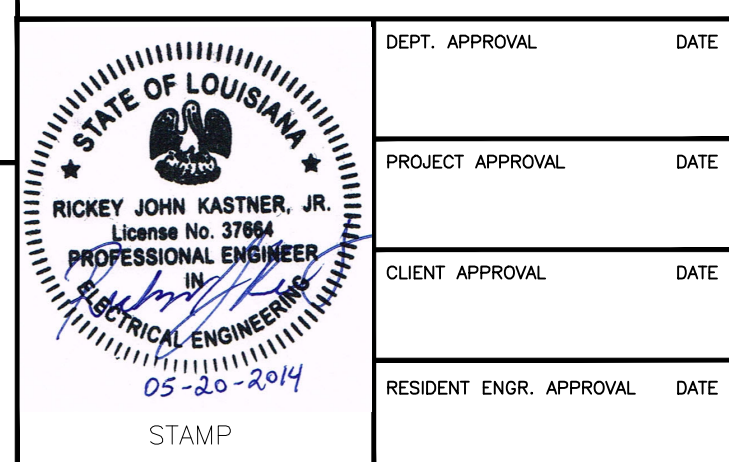 STATE OF LOUISIANA
RICKEY JOHN KASTNER, JR.
License No. 37664
PROFESSIONAL ENGINEER
IN
ELECTRICAL ENGINEERING
05-20-2014
STAMP
DEPT. APPROVAL DATE
PROJECT APPROVAL DATE
CLIENT APPROVAL DATE
RESIDENT ENGR. APPROVAL DATE